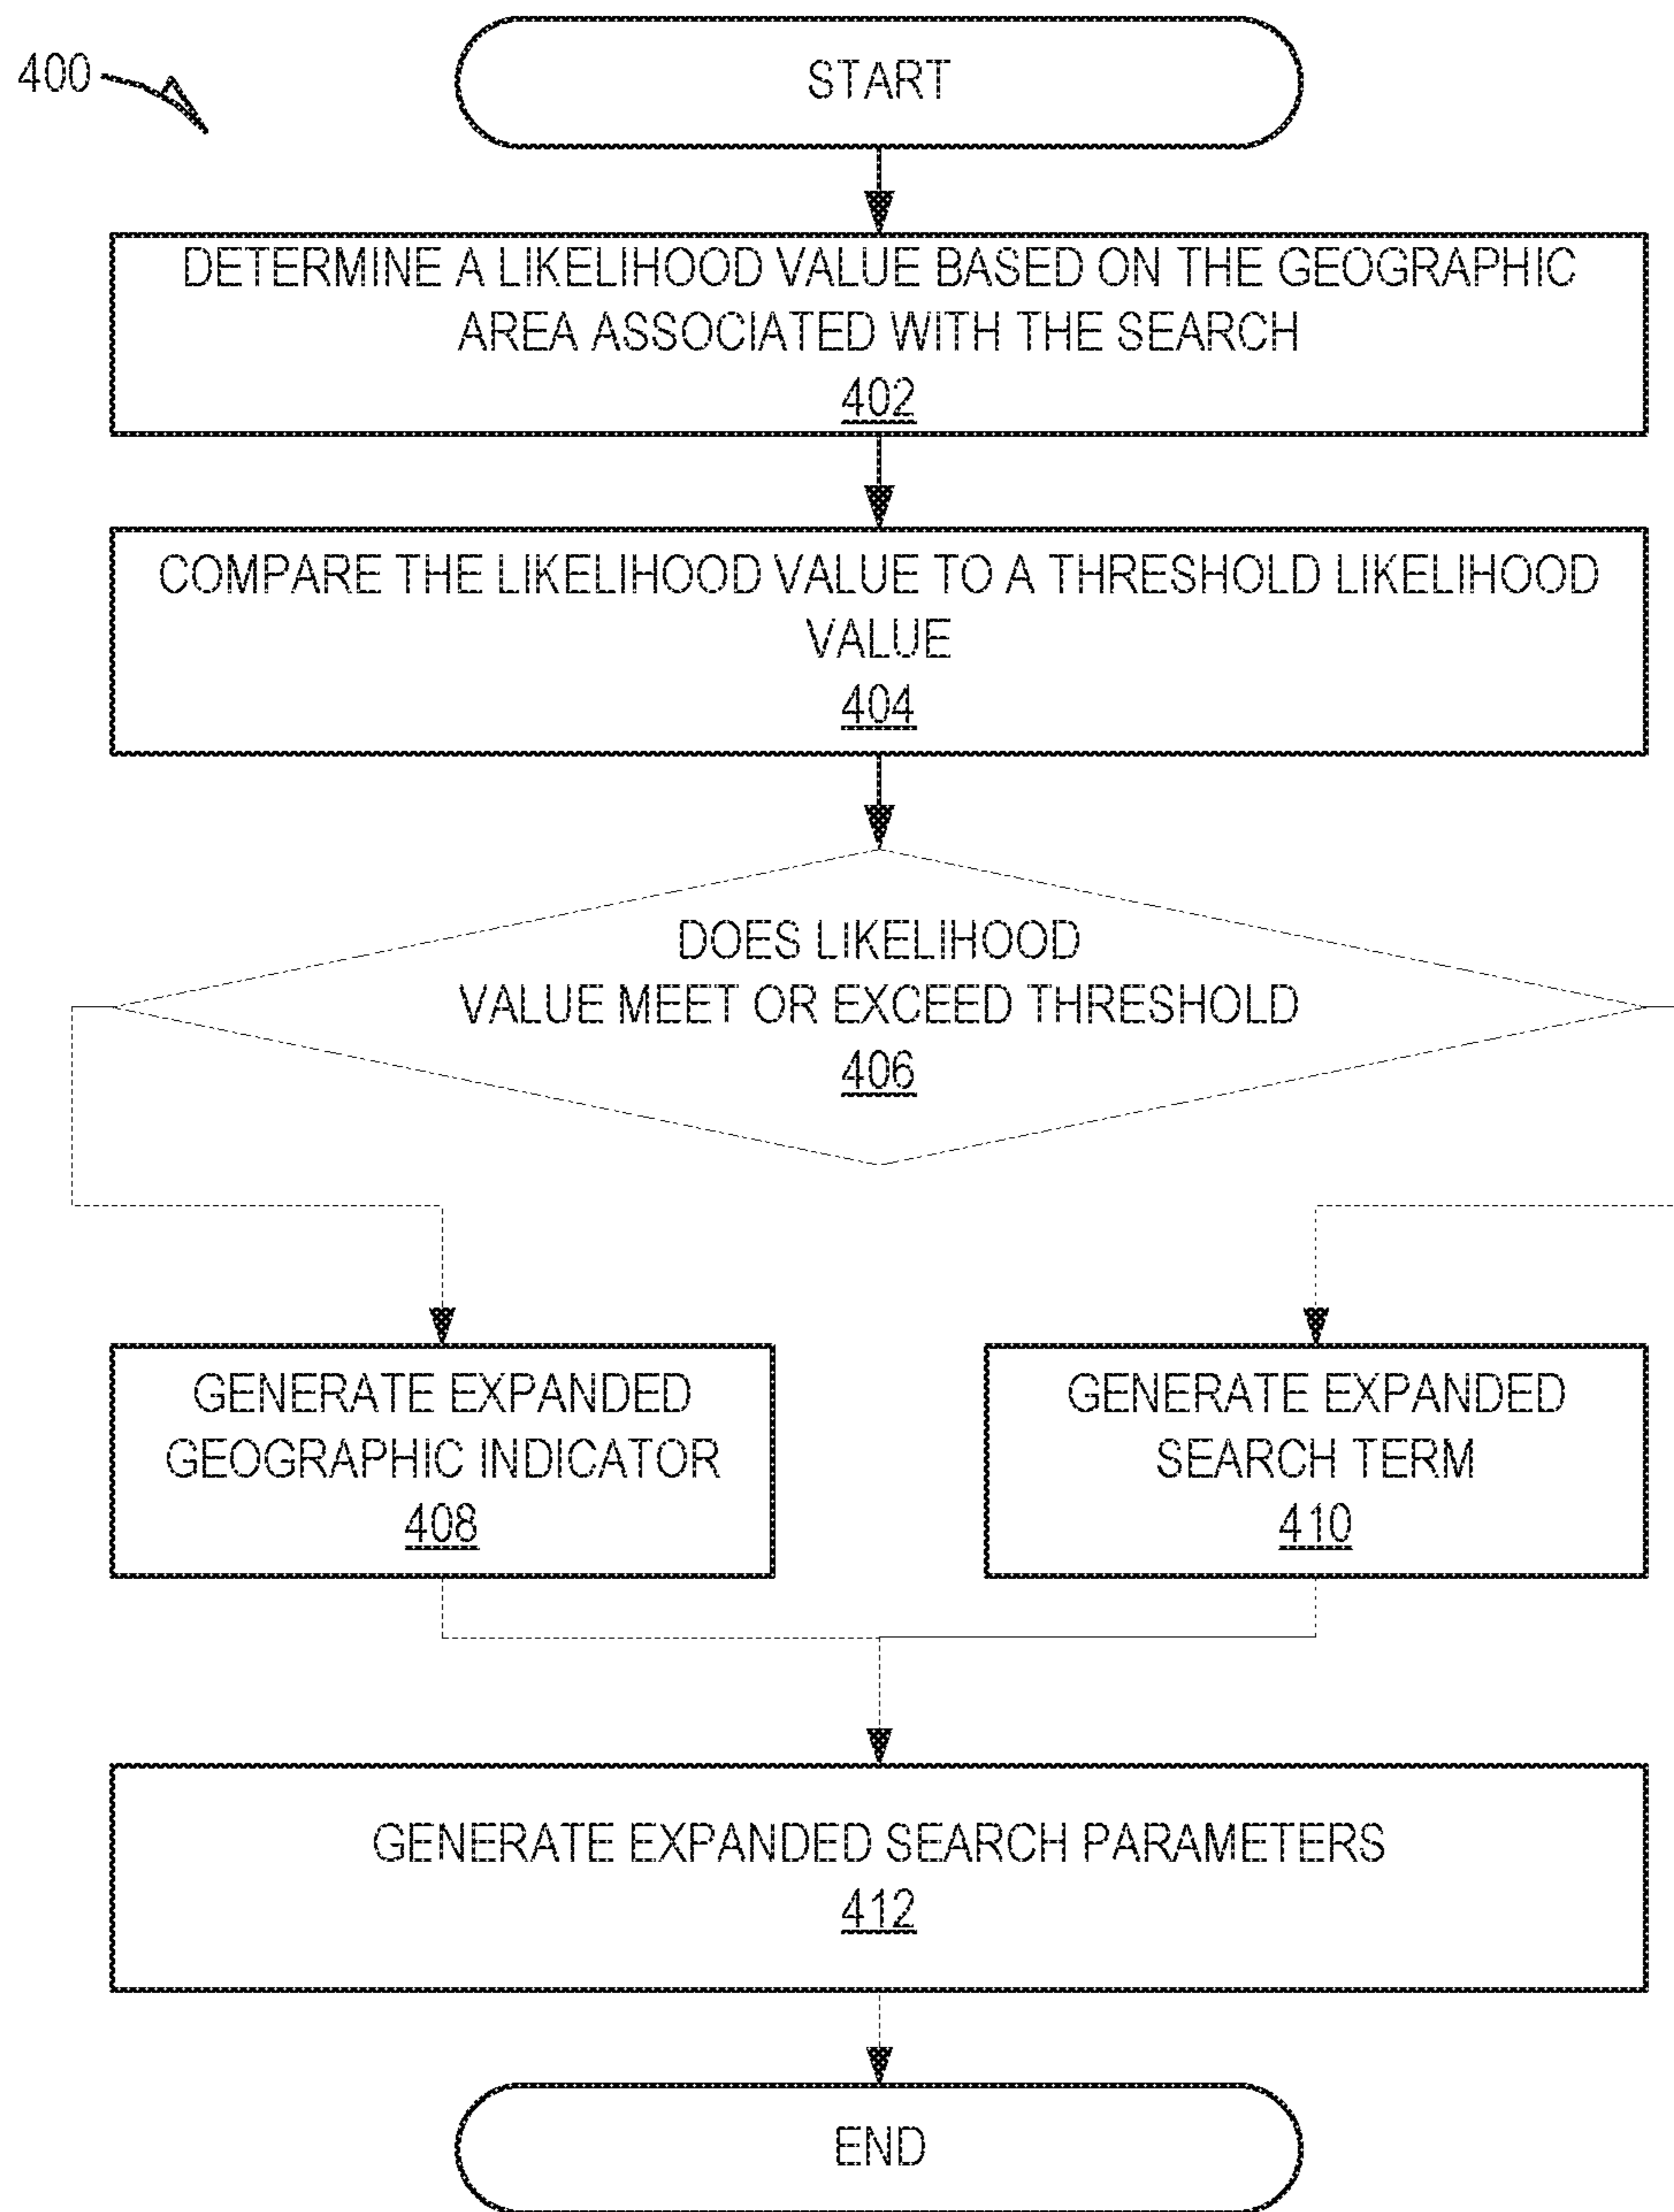 400
START
DETERMINE A LIKELIHOOD VALUE BASED ON THE GEOGRAPHIC
AREA ASSOCIATED WITH THE SEARCH
402
COMPARE THE LIKELIHOOD VALUE TO A THRESHOLD LIKELIHOOD
VALUE
404
DOES LIKELIHOOD
VALUE MEET OR EXCEED THRESHOLD
406
GENERATE EXPANDED
GEOGRAPHIC INDICATOR
408
GENERATE EXPANDED
SEARCH TERM
410
GENERATE EXPANDED SEARCH PARAMETERS
412
END